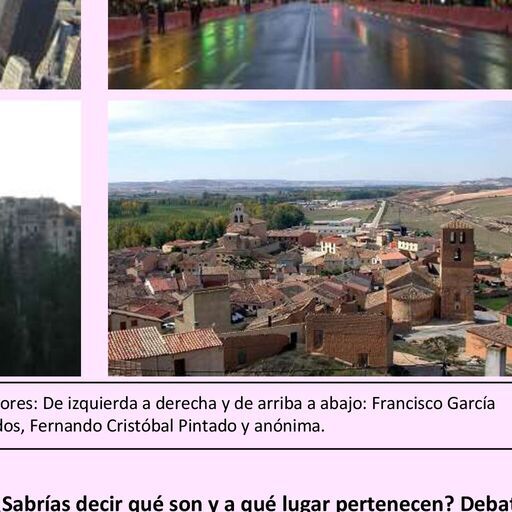 ores: De izquierda a derecha y de arriba a abajo: Francisco García
dos, Fernando Cristóbal Pintado y anónima.
¿Sabrías decir qué son y a qué lugar pertenecen? Debat